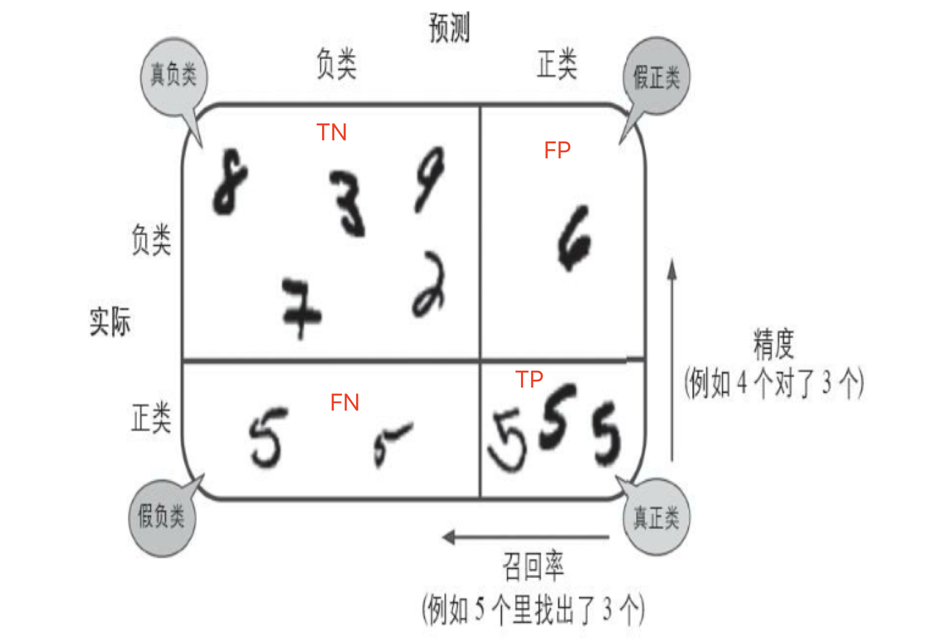 预测
负类 正类
真负类
假正类
TN
FP
8 3 9
6
负类
7 2
实际
精度
(例如 4 个对了 3 个)
TP
FN
正类
5 5
5 5 5
假负类
真正类
召回率
(例如 5 个里找出了 3 个)